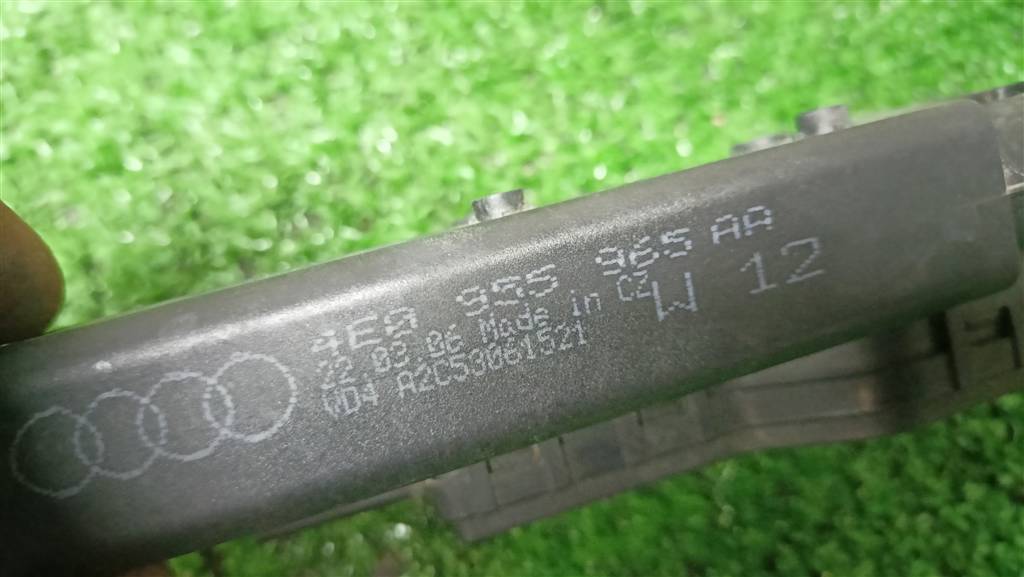 4E0 955 965 AA
22 03 06 Made in CZ
VD4 A2C53061521
W 12